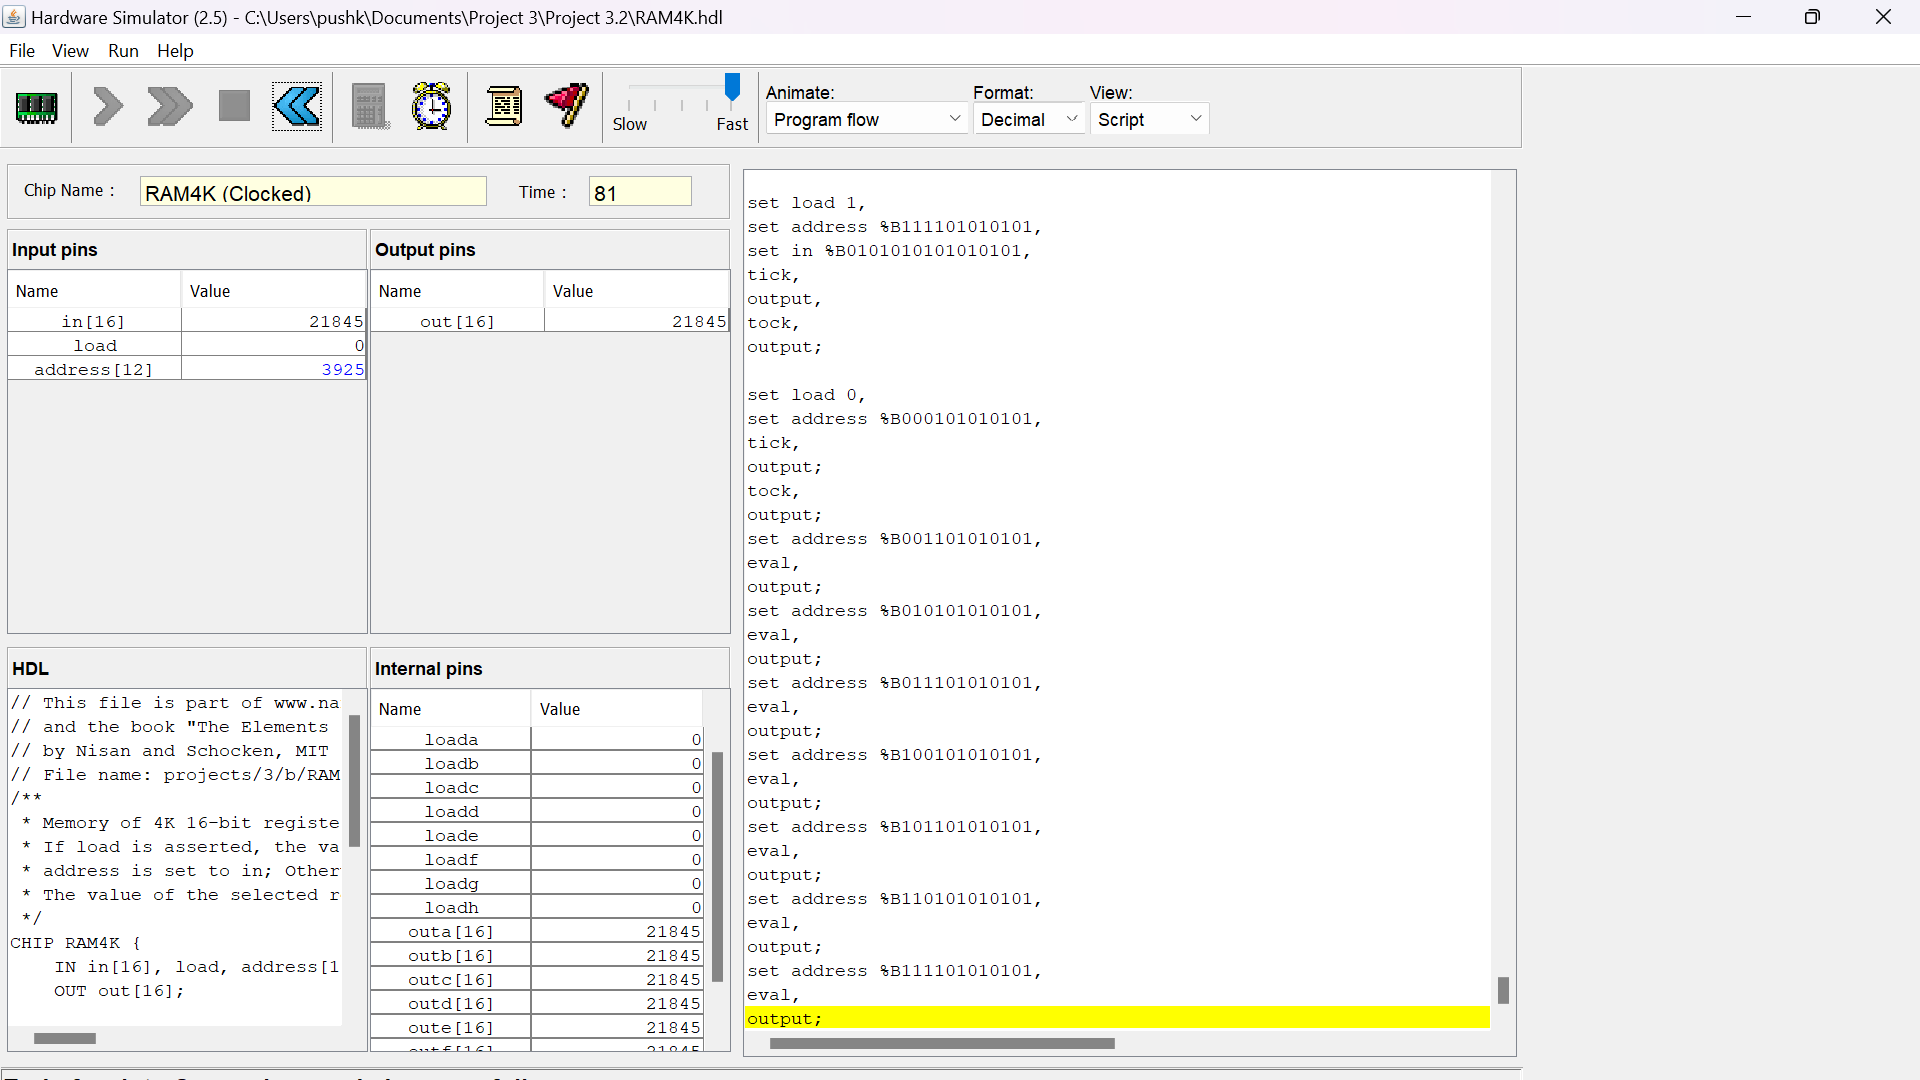 Hardware Simulator (2.5) - C:\Users\pushk\Documents\Project 3\Project 3.2\RAM4K.hdl
File View Run Help
Slow Fast
Animate:
Program flow
Format:
Decimal
View:
Script
Chip Name :
RAM4K (Clocked)
Time :
81
Input pins
Name Value
in[16] 21845
load 0
address[12] 3925
Output pins
Name Value
out[16] 21845
HDL
// This file is part of www.na
// and the book "The Elements
// by Nisan and Schocken, MIT
// File name: projects/3/b/RAM
/**
* Memory of 4K 16-bit registe
* If load is asserted, the va
* address is set to in; Other
* The value of the selected r
*/
CHIP RAM4K {
IN in[16], load, address[1
OUT out[16];
Internal pins
Name Value
loada 0
loadb 0
loadc 0
loadd 0
loade 0
loadf 0
loadg 0
loadh 0
outa[16] 21845
outb[16] 21845
outc[16] 21845
outd[16] 21845
oute[16] 21845
set load 1,
set address %B111101010101,
set in %B0101010101010101,
tick,
output,
tock,
output;
set load 0,
set address %B000101010101,
tick,
output;
tock,
output;
set address %B001101010101,
eval,
output;
set address %B010101010101,
eval,
output;
set address %B011101010101,
eval,
output;
set address %B100101010101,
eval,
output;
set address %B101101010101,
eval,
output;
set address %B110101010101,
eval,
output;
set address %B111101010101,
eval,
output;